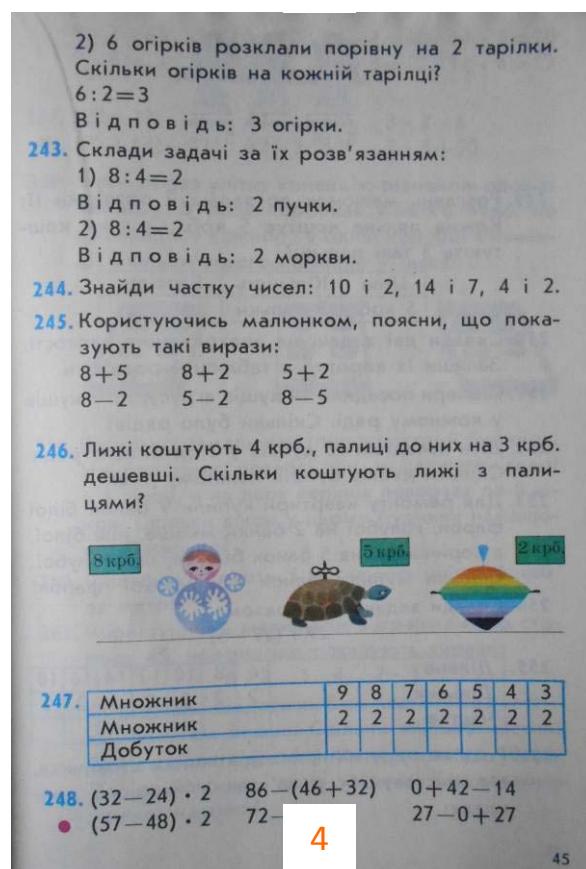 2) 6 огірків розклали порівну на 2 тарілки.
Скільки огірків на кожній тарілці?
6 : 2 = 3
Відповідь: 3 огірки.
243. Склади задачі за їх розв'язанням:
1) 8 : 4 = 2
Відповідь: 2 пучки.
2) 8 : 4 = 2
Відповідь: 2 моркви.
244. Знайди частку чисел: 10 і 2, 14 і 7, 4 і 2.
245. Користуючись малюнком, поясни, що пока-
зують такі вирази:
8 + 5 8 + 2 5 + 2
8 — 2 5 — 2 8 — 5
246. Лижі коштують 4 крб., палиці до них на 3 крб.
дешевші. Скільки коштують лижі з пали-
цями?
8 крб. 5 крб. 2 крб.
247. Множник 9 8 7 6 5 4 3
Множник 2 2 2 2 2 2 2
Добуток
248. (32 — 24) · 2 86 — (46 + 32) 0 + 42 — 14
(57 — 48) · 2 72 — 27 — 0 + 27
4
45